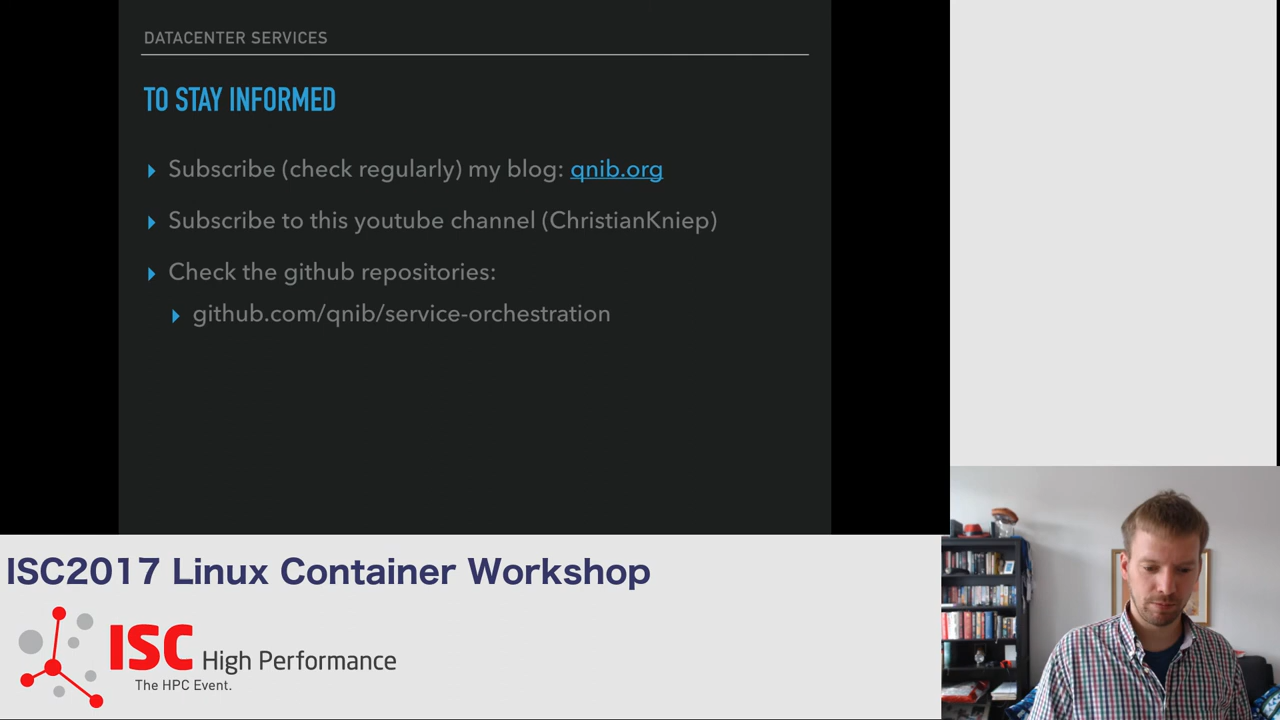 DATACENTER SERVICES
TO STAY INFORMED
Subscribe (check regularly) my blog: qnib.org
Subscribe to this youtube channel (ChristianKniep)
Check the github repositories:
github.com/qnib/service-orchestration
ISC2017 Linux Container Workshop
ISC High Performance
The HPC Event.